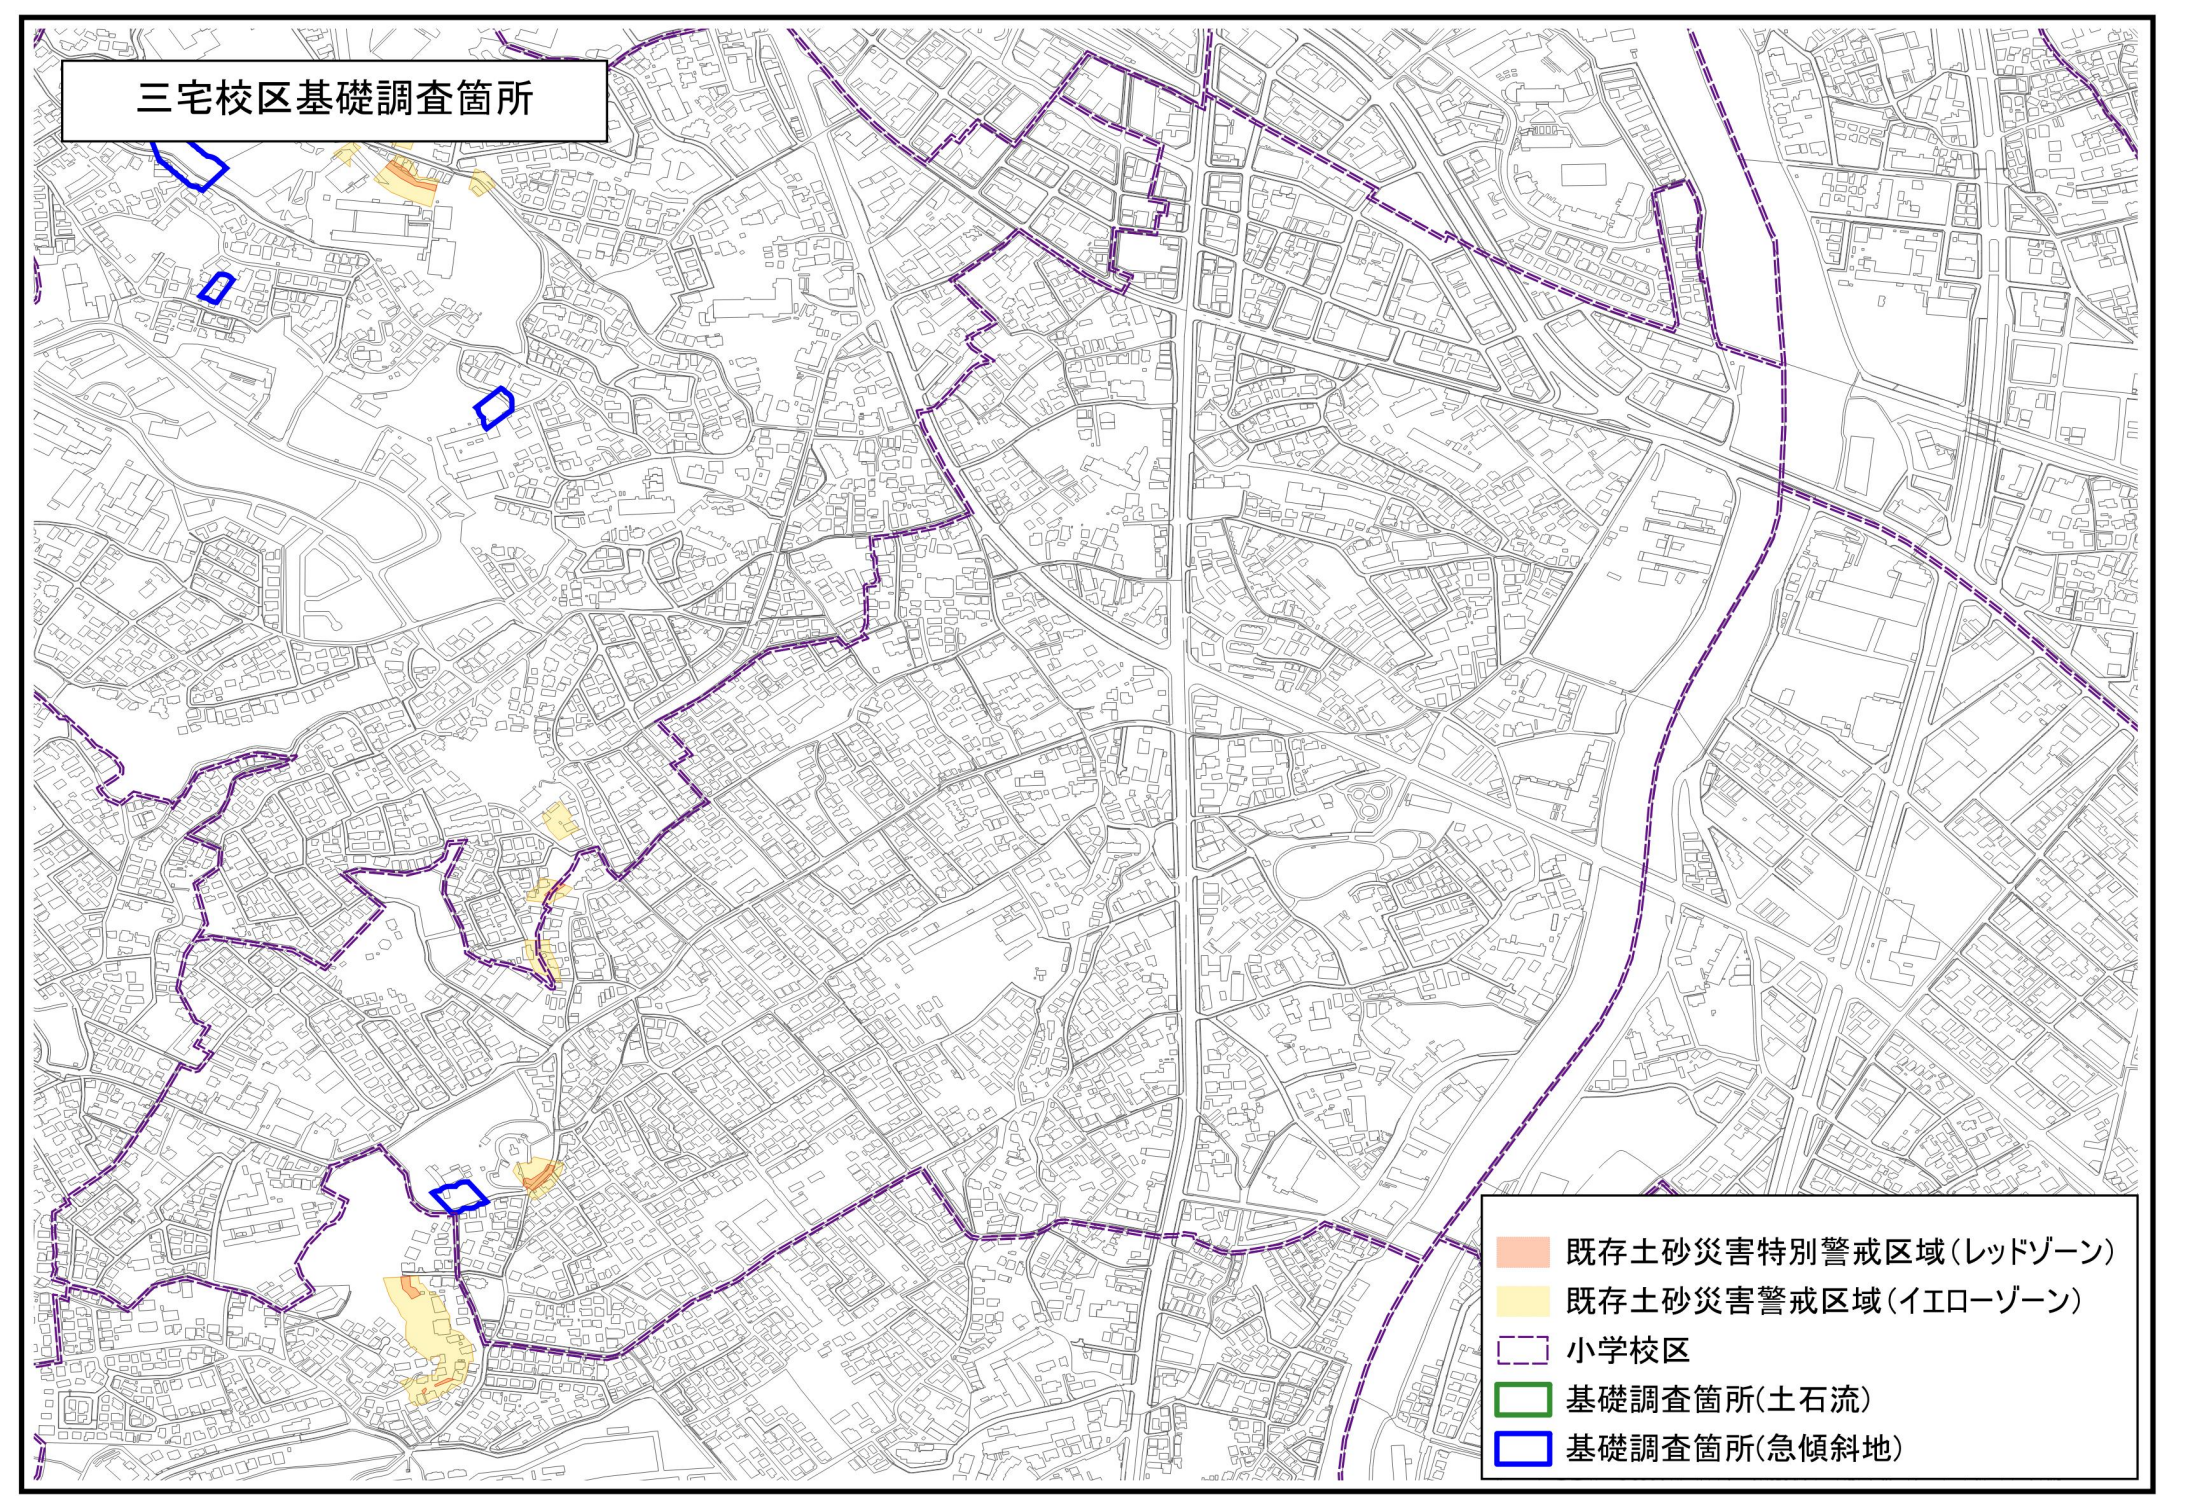 三宅校区基礎調査箇所
既存土砂災害特別警戒区域(レッドゾーン)
既存土砂災害警戒区域(イエローゾーン)
小学校区
基礎調査箇所(土石流)
基礎調査箇所(急傾斜地)